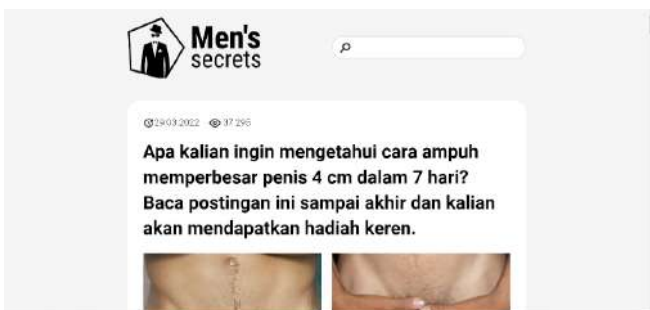 Men's
secrets
29.03.2022 37 295
Apa kalian ingin mengetahui cara ampuh
memperbesar penis 4 cm dalam 7 hari?
Baca postingan ini sampai akhir dan kalian
akan mendapatkan hadiah keren.